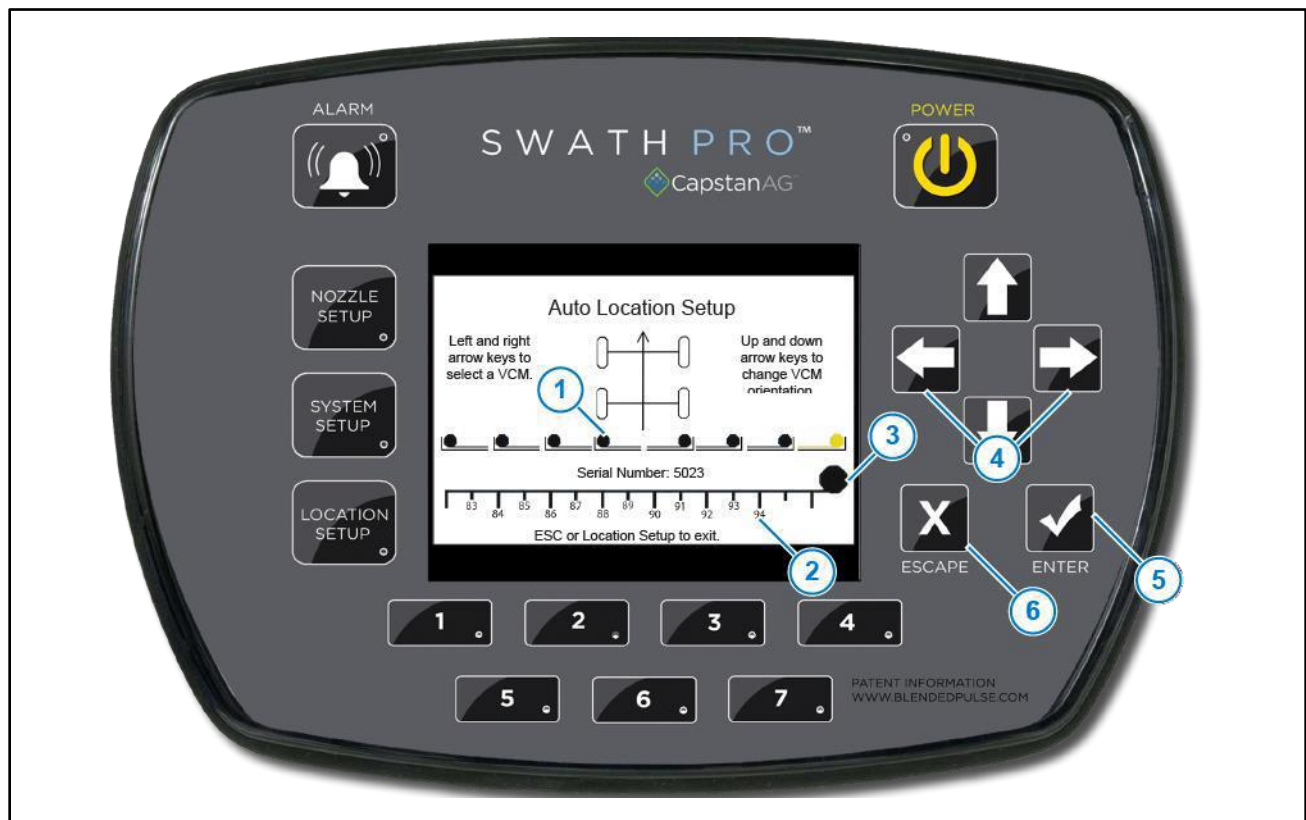 ALARM
POWER
SWATH PRO™
CapstanAG™
NOZZLE
SETUP
SYSTEM
SETUP
LOCATION
SETUP
Auto Location Setup
Left and right
arrow keys to
select a VCM.
Up and down
arrow keys to
change VCM
orientation
1
3
4
Serial Number: 5023
83 84 85 86 87 88 89 90 91 92 93 94
ESC or Location Setup to exit.
2
X
ESCAPE
ENTER
5
6
1
2
3
4
5
6
7
PATENT INFORMATION
WWW.BLENDEDPULSE.COM